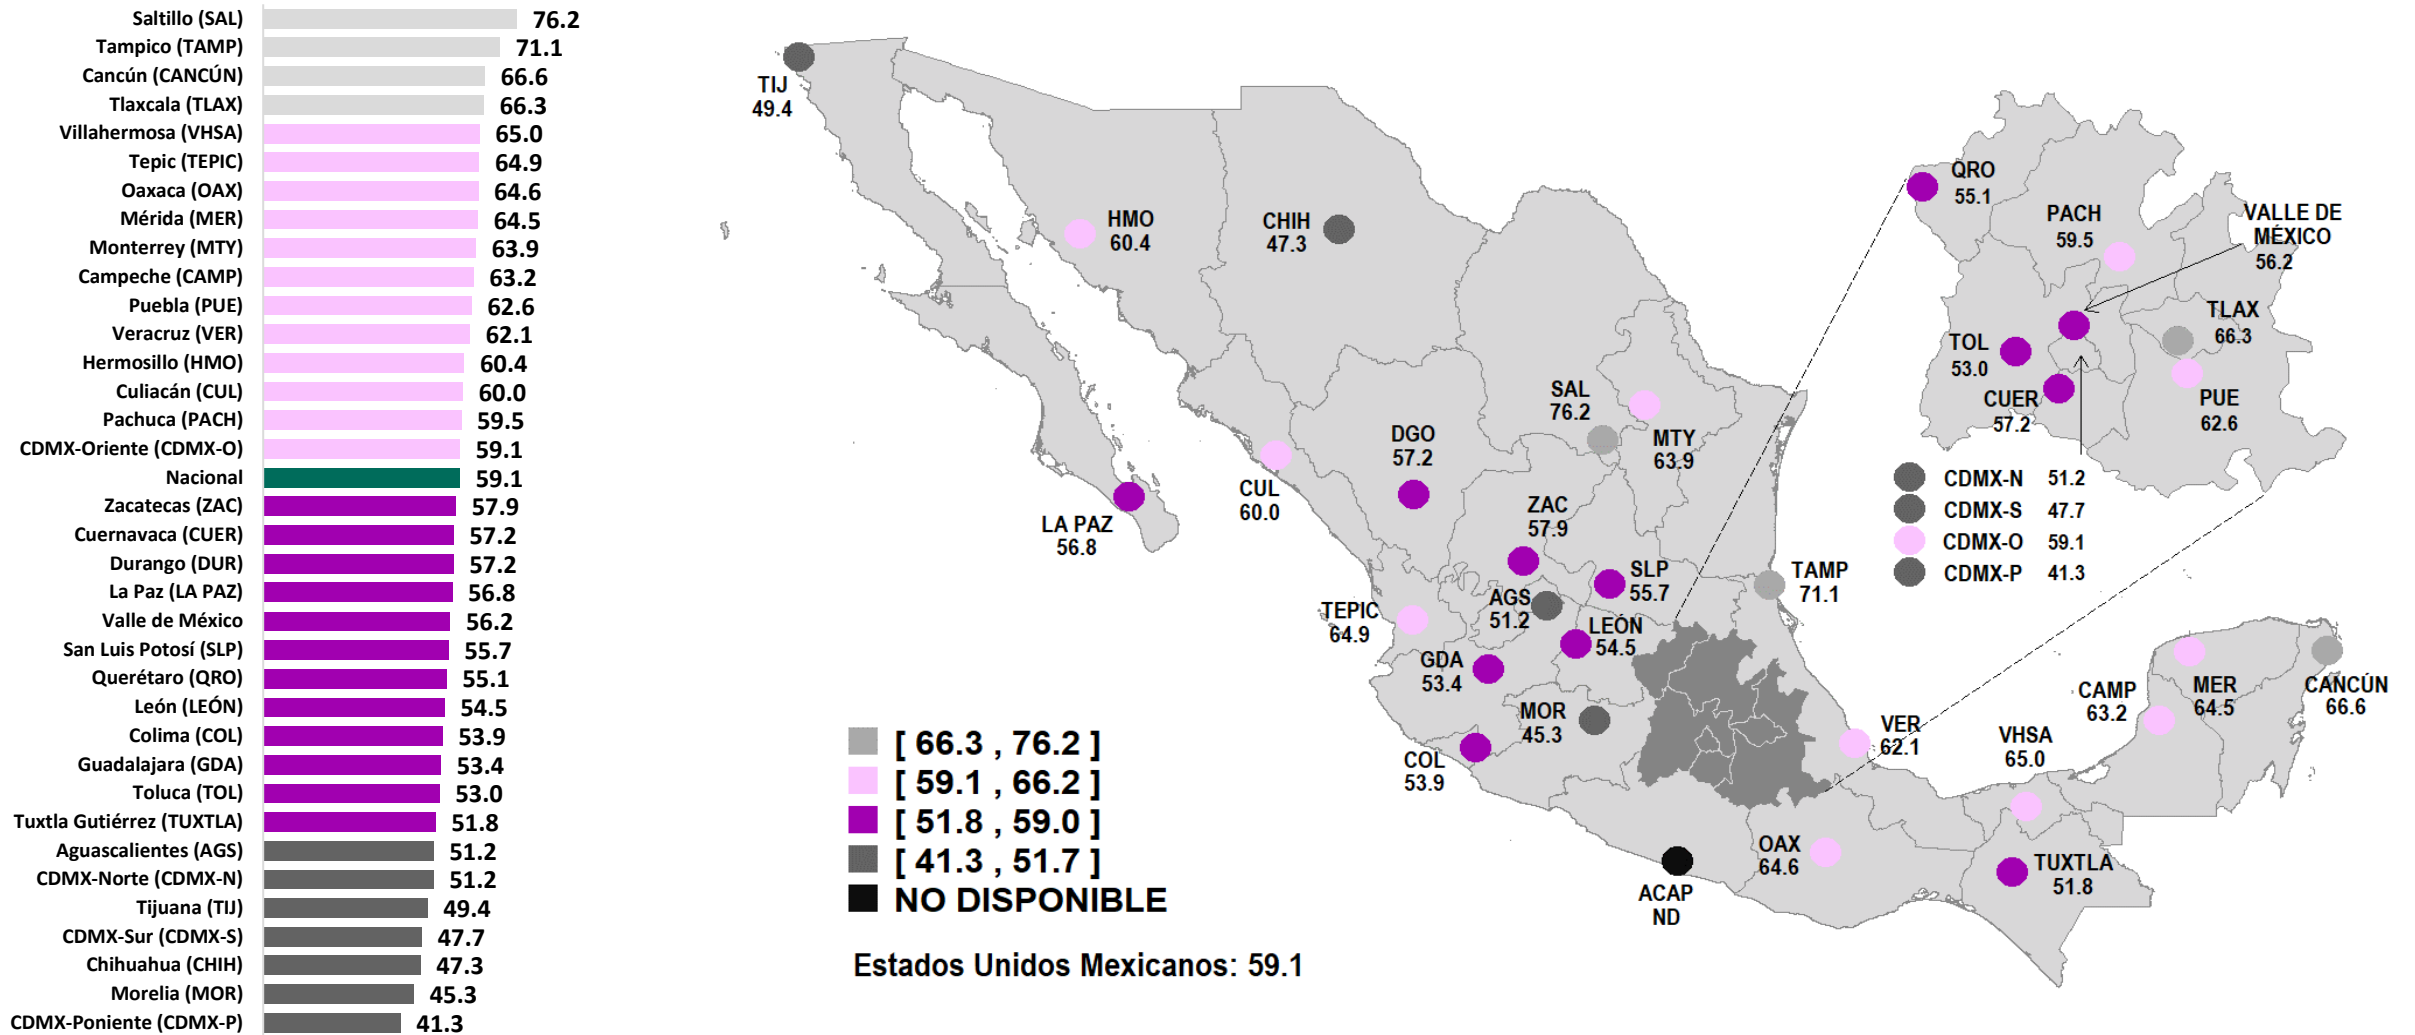 Saltillo (SAL) 76.2
Tampico (TAMP) 71.1
Cancún (CANCÚN) 66.6
Tlaxcala (TLAX) 66.3
Villahermosa (VHSA) 65.0
Tepic (TEPIC) 64.9
Oaxaca (OAX) 64.6
Mérida (MER) 64.5
Monterrey (MTY) 63.9
Campeche (CAMP) 63.2
Puebla (PUE) 62.6
Veracruz (VER) 62.1
Hermosillo (HMO) 60.4
Culiacán (CUL) 60.0
Pachuca (PACH) 59.5
CDMX-Oriente (CDMX-O) 59.1
Nacional 59.1
Zacatecas (ZAC) 57.9
Cuernavaca (CUER) 57.2
Durango (DUR) 57.2
La Paz (LA PAZ) 56.8
Valle de México 56.2
San Luis Potosí (SLP) 55.7
Querétaro (QRO) 55.1
León (LEÓN) 54.5
Colima (COL) 53.9
Guadalajara (GDA) 53.4
Toluca (TOL) 53.0
Tuxtla Gutiérrez (TUXTLA) 51.8
Aguascalientes (AGS) 51.2
CDMX-Norte (CDMX-N) 51.2
Tijuana (TIJ) 49.4
CDMX-Sur (CDMX-S) 47.7
Chihuahua (CHIH) 47.3
Morelia (MOR) 45.3
CDMX-Poniente (CDMX-P) 41.3
TIJ
49.4
HMO
60.4
CHIH
47.3
SAL
76.2
MTY
63.9
DGO
57.2
CUL
60.0
LA PAZ
56.8
ZAC
57.9
SLP
55.7
TAMP
71.1
AGS
51.2
TEPIC
64.9
LEÓN
54.5
GDA
53.4
MOR
45.3
COL
53.9
VER
62.1
OAX
64.6
ACAP
ND
VHSA
65.0
TUXTLA
51.8
CAMP
63.2
MER
64.5
CANCÚN
66.6
QRO
55.1
PACH
59.5
VALLE DE
MÉXICO
56.2
TLAX
66.3
TOL
53.0
CUER
57.2
PUE
62.6
CDMX-N 51.2
CDMX-S 47.7
CDMX-O 59.1
CDMX-P 41.3
[ 66.3 , 76.2 ]
[ 59.1 , 66.2 ]
[ 51.8 , 59.0 ]
[ 41.3 , 51.7 ]
NO DISPONIBLE
Estados Unidos Mexicanos: 59.1